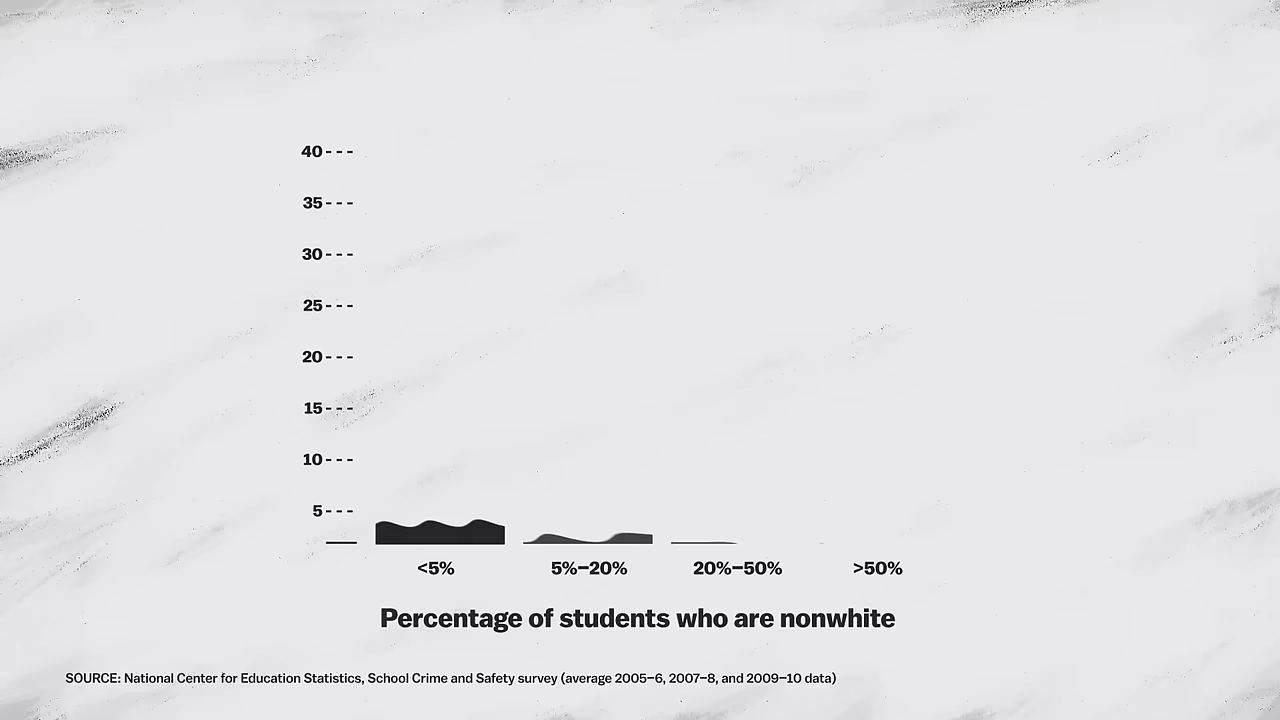 40
35
30
25
20
15
10
5
<5% 5%–20% 20%–50% >50%
Percentage of students who are nonwhite
SOURCE: National Center for Education Statistics, School Crime and Safety survey (average 2005–6, 2007–8, and 2009–10 data)